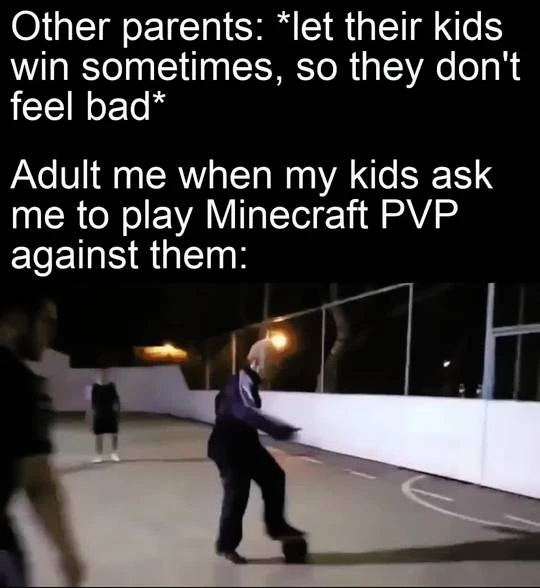 Other parents: *let their kids
win sometimes, so they don't
feel bad*
Adult me when my kids ask
me to play Minecraft PVP
against them: